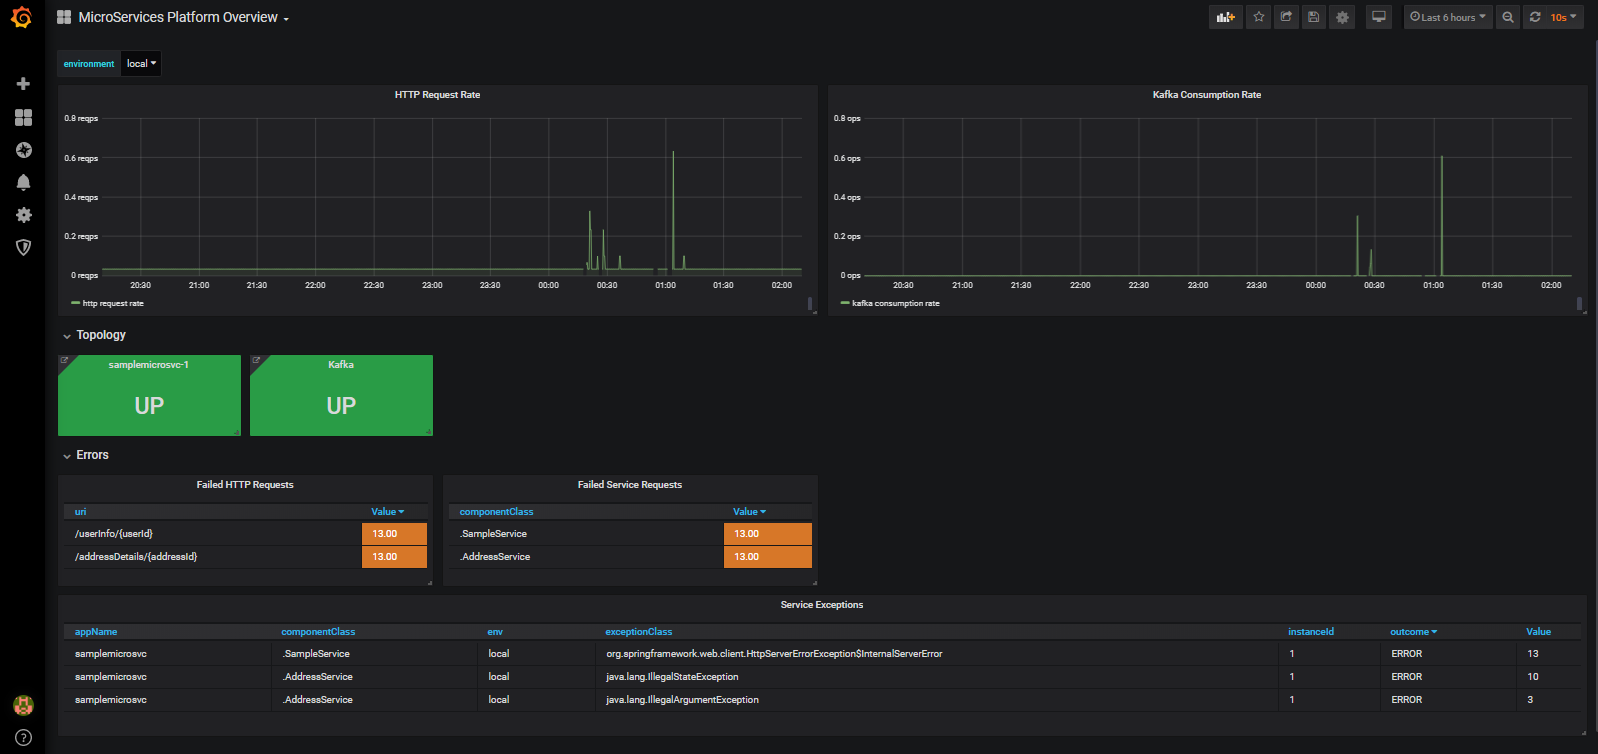 MicroServices Platform Overview
Last 6 hours
10s
environment local
HTTP Request Rate
0.8 reqps
0.6 reqps
0.4 reqps
0.2 reqps
0 reqps
20:30 21:00 21:30 22:00 22:30 23:00 23:30 00:00 00:30 01:00 01:30 02:00
http request rate
Kafka Consumption Rate
0.8 ops
0.6 ops
0.4 ops
0.2 ops
0 ops
20:30 21:00 21:30 22:00 22:30 23:00 23:30 00:00 00:30 01:00 01:30 02:00
kafka consumption rate
Topology
samplemicrosvc-1
UP
Kafka
UP
Errors
Failed HTTP Requests
uri Value
/userInfo/{userId} 13.00
/addressDetails/{addressId} 13.00
Failed Service Requests
componentClass Value
.SampleService 13.00
.AddressService 13.00
Service Exceptions
appName componentClass env exceptionClass instanceId outcome Value
samplemicrosvc .SampleService local org.springframework.web.client.HttpServerErrorException$InternalServerError 1 ERROR 13
samplemicrosvc .AddressService local java.lang.IllegalStateException 1 ERROR 10
samplemicrosvc .AddressService local java.lang.IllegalArgumentException 1 ERROR 3